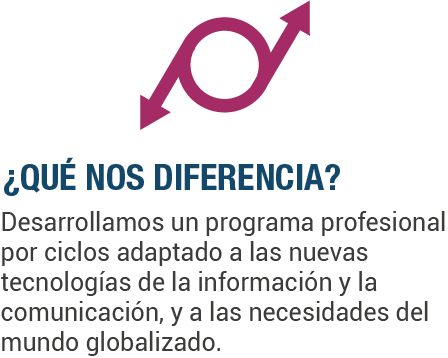 ¿QUÉ NOS DIFERENCIA?
Desarrollamos un programa profesional
por ciclos adaptado a las nuevas
tecnologías de la información y la
comunicación, y a las necesidades del
mundo globalizado.